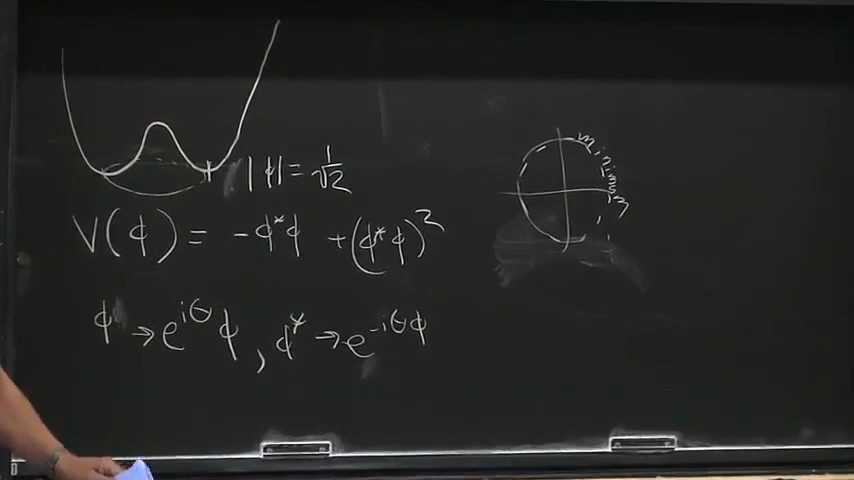 |ϕ| = 1/√2
V(ϕ) = -ϕ*ϕ + (ϕ*ϕ)²
ϕ → e^{iθ}ϕ, ϕ* → e^{-iθ}ϕ